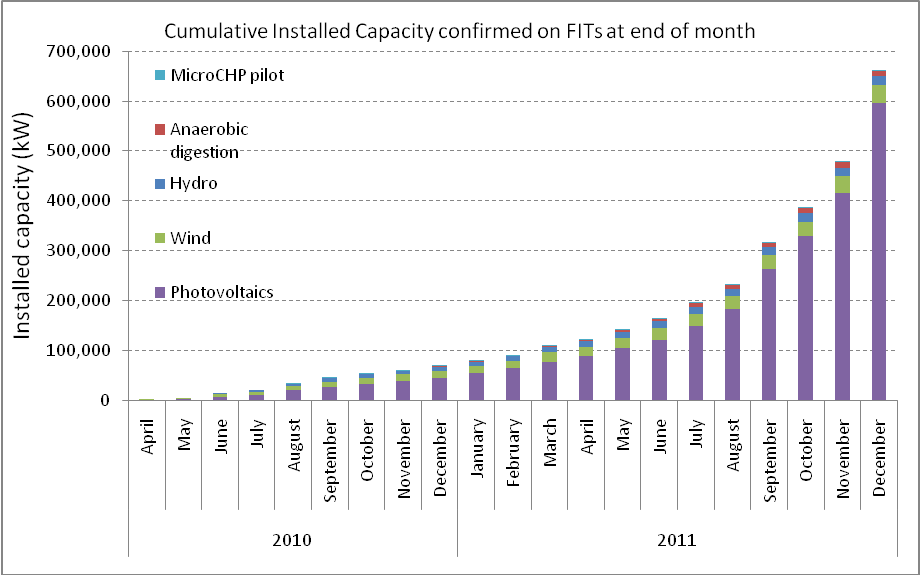 Cumulative Installed Capacity confirmed on FITs at end of month
Installed capacity (kW)
700,000
600,000
500,000
400,000
300,000
200,000
100,000
0
MicroCHP pilot
Anaerobic
digestion
Hydro
Wind
Photovoltaics
April
May
June
July
August
September
October
November
December
January
February
March
April
May
June
July
August
September
October
November
December
2010
2011